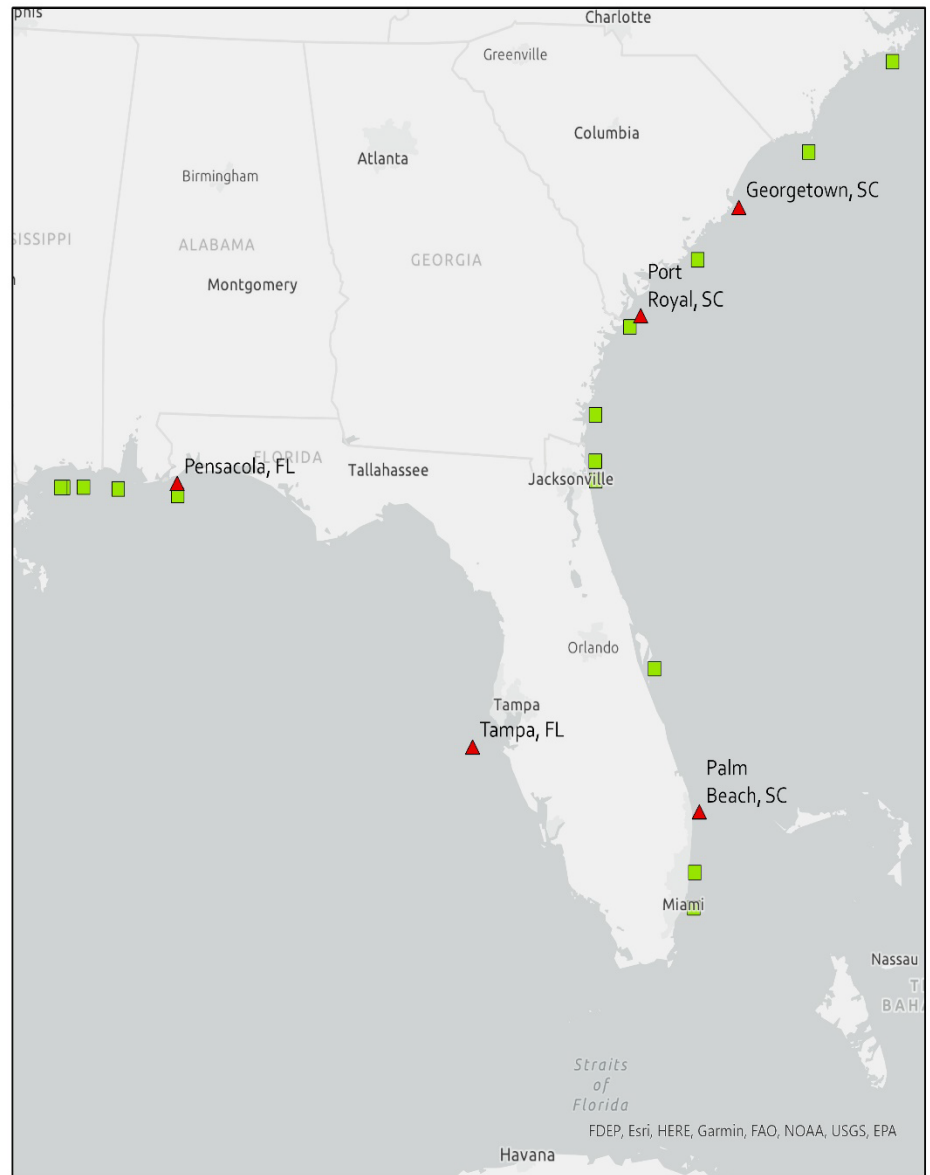 phis
Charlotte
Greenville
Columbia
Atlanta
Birmingham
Georgetown, SC
SISSIPPI
ALABAMA
GEORGIA
Port
Royal, SC
Montgomery
FLORIDA
Pensacola, FL
Tallahassee
Jacksonville
Orlando
Tampa
Tampa, FL
Palm
Beach, SC
Miami
Nassau
BAHA
Straits
of
Florida
FDEP, Esri, HERE, Garmin, FAO, NOAA, USGS, EPA
Havana